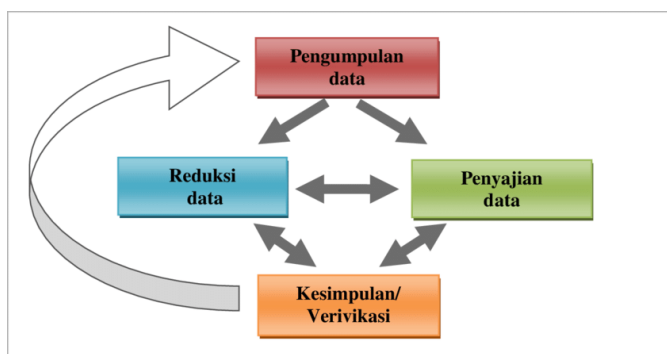 Pengumpulan
data
Reduksi
data
Penyajian
data
Kesimpulan/
Verivikasi